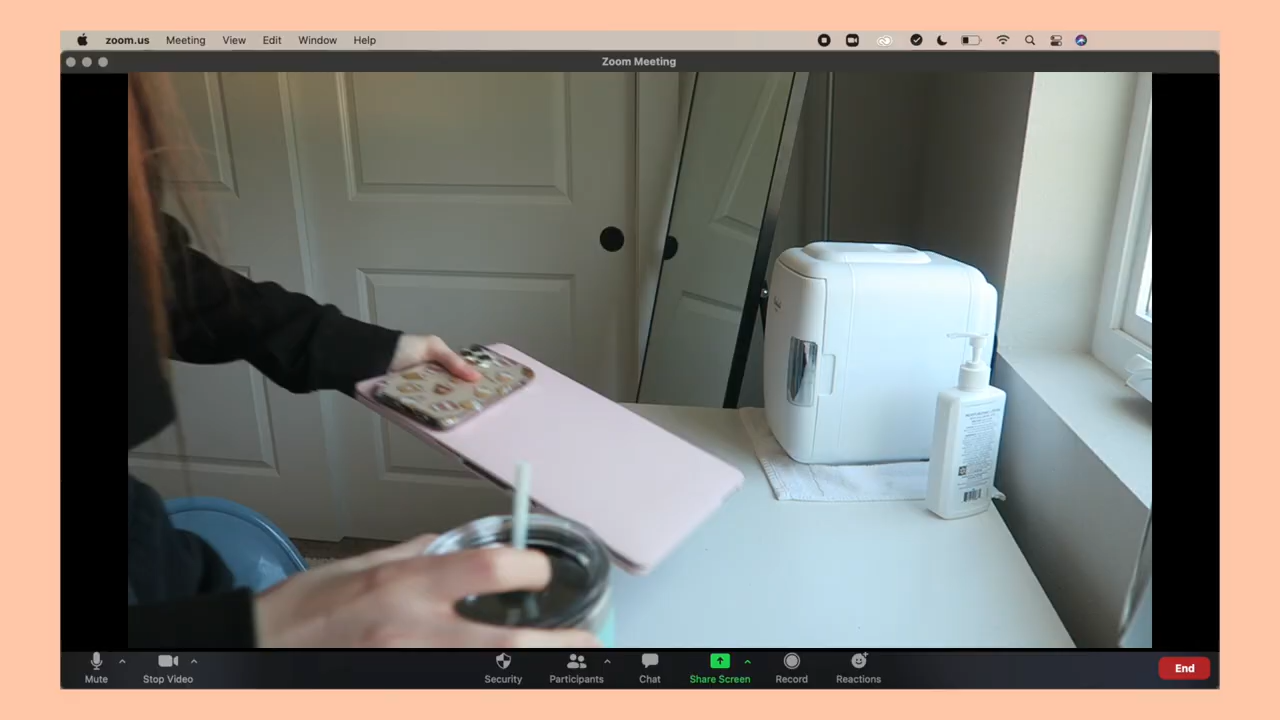 zoom.us Meeting View Edit Window Help
Zoom Meeting
Mute Stop Video Security Participants Chat Share Screen Record Reactions End